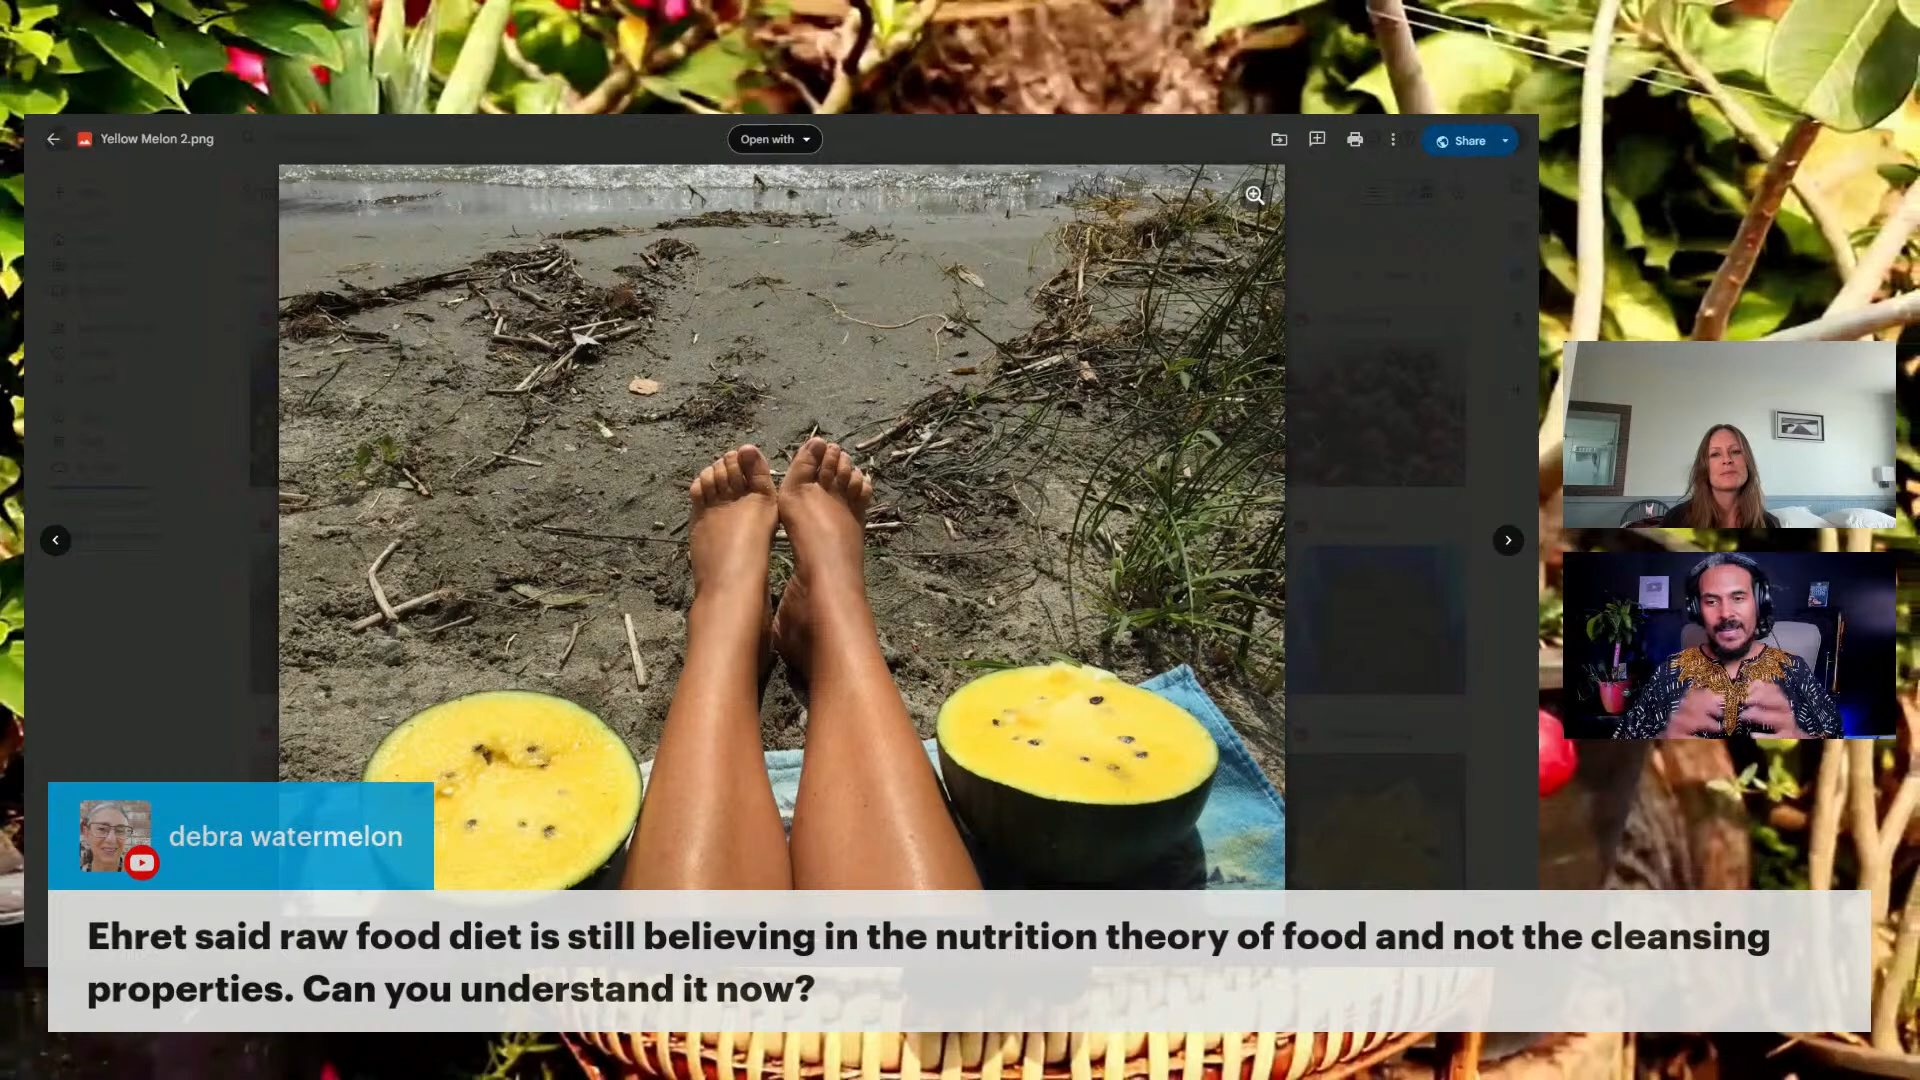 Yellow Melon 2.png
Open with
Share
debra watermelon
Ehret said raw food diet is still believing in the nutrition theory of food and not the cleansing
properties. Can you understand it now?